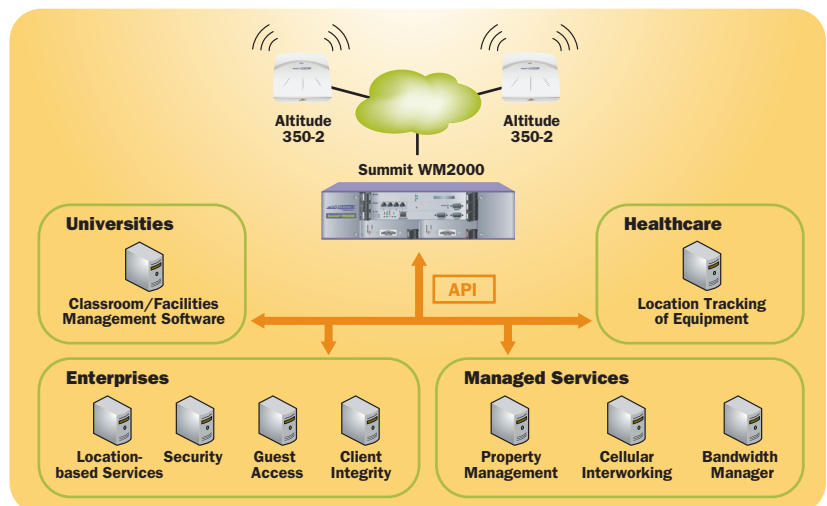 Altitude
350-2
Altitude
350-2
Summit WM2000
Universities
Classroom/Facilities
Management Software
Healthcare
Location Tracking
of Equipment
API
Enterprises
Location-
based Services
Security
Guest
Access
Client
Integrity
Managed Services
Property
Management
Cellular
Interworking
Bandwidth
Manager